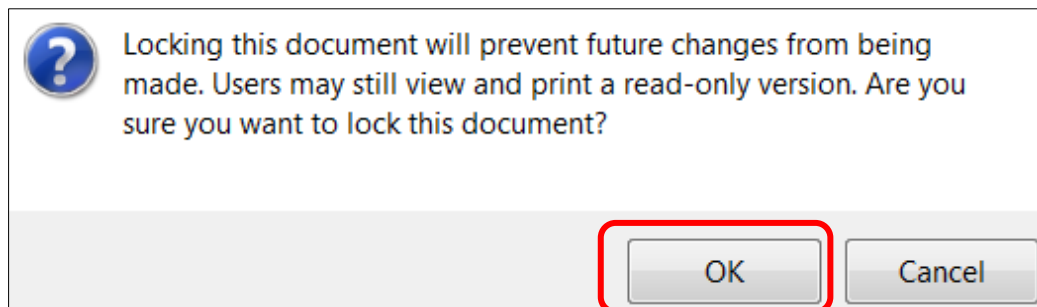 Locking this document will prevent future changes from being
made. Users may still view and print a read-only version. Are you
sure you want to lock this document?
OK
Cancel